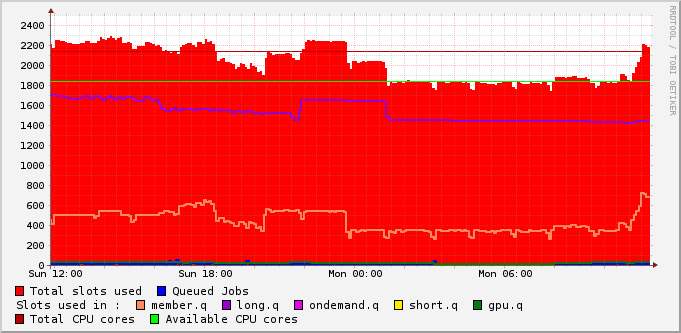 2400
2200
2000
1800
1600
1400
1200
1000
800
600
400
200
0
Sun 12:00 Sun 18:00 Mon 00:00 Mon 06:00
Total slots used Queued Jobs
Slots used in : member.q long.q ondemand.q short.q gpu.q
Total CPU cores Available CPU cores
RRDTOOL / TOBI OETIKER